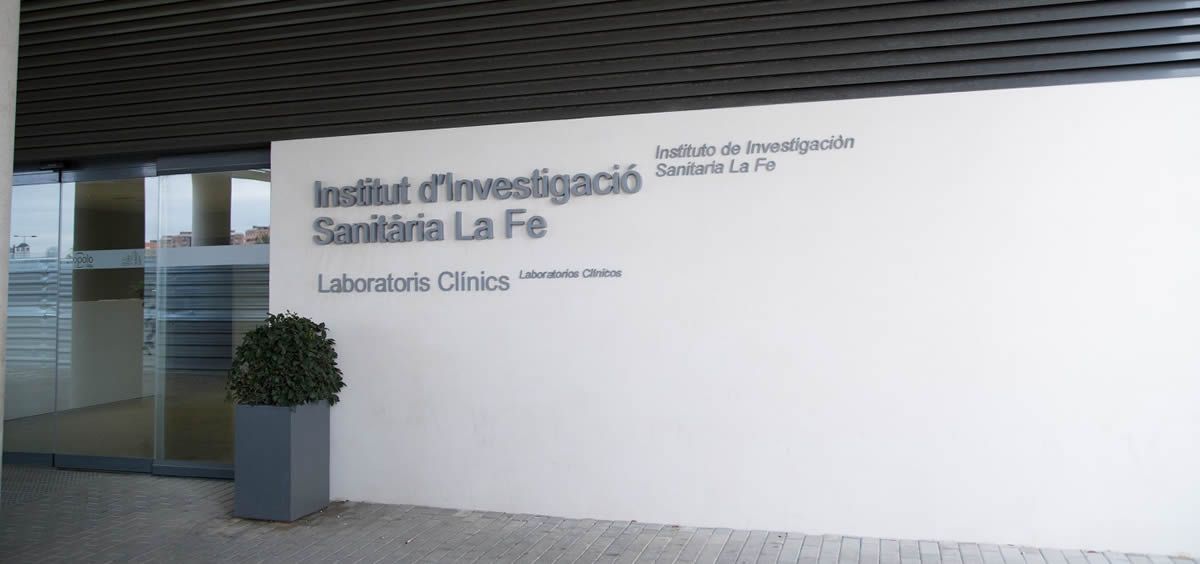 Institut d'Investigació
Sanitària La Fe
Instituto de Investigación
Sanitaria La Fe
Laboratoris Clínics
Laboratorios Clínicos